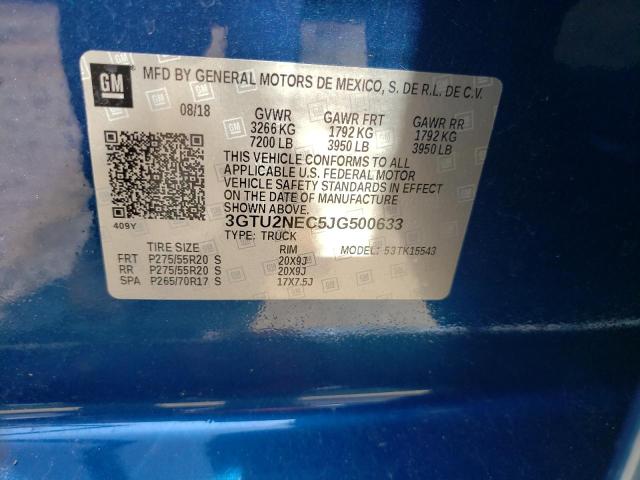 GM
MFD BY GENERAL MOTORS DE MEXICO, S. DE R.L. DE C.V.
08/18 GVWR GAWR FRT GAWR RR
3266 KG 1792 KG 1792 KG
7200 LB 3950 LB 3950 LB
THIS VEHICLE CONFORMS TO ALL
APPLICABLE U.S. FEDERAL MOTOR
VEHICLE SAFETY STANDARDS IN EFFECT
ON THE DATE OF MANUFACTURE
SHOWN ABOVE.
409Y 3GTU2NEC5JG500633
TYPE: TRUCK
TIRE SIZE RIM MODEL: 53TK15543
FRT P275/55R20 S 20X9J
RR P275/55R20 S 20X9J
SPA P265/70R17 S 17X7.5J